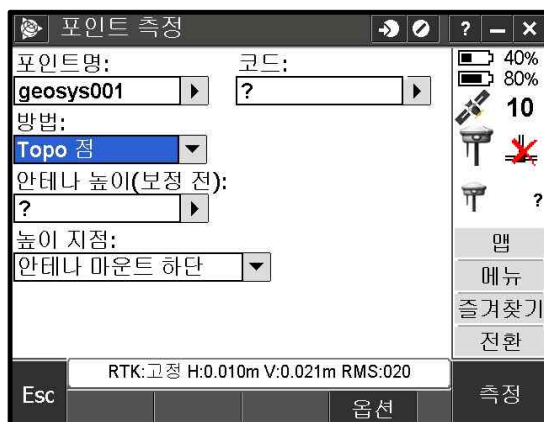 포인트 측정
? — ×
포인트명: 코드:
geosys001 ?
방법:
Topo 점
안테나 높이(보정 전):
?
높이 지점:
안테나 마운트 하단
40%
80%
10
?
맵
메뉴
즐겨찾기
전환
RTK:고정 H:0.010m V:0.021m RMS:020
Esc
옵션
측정